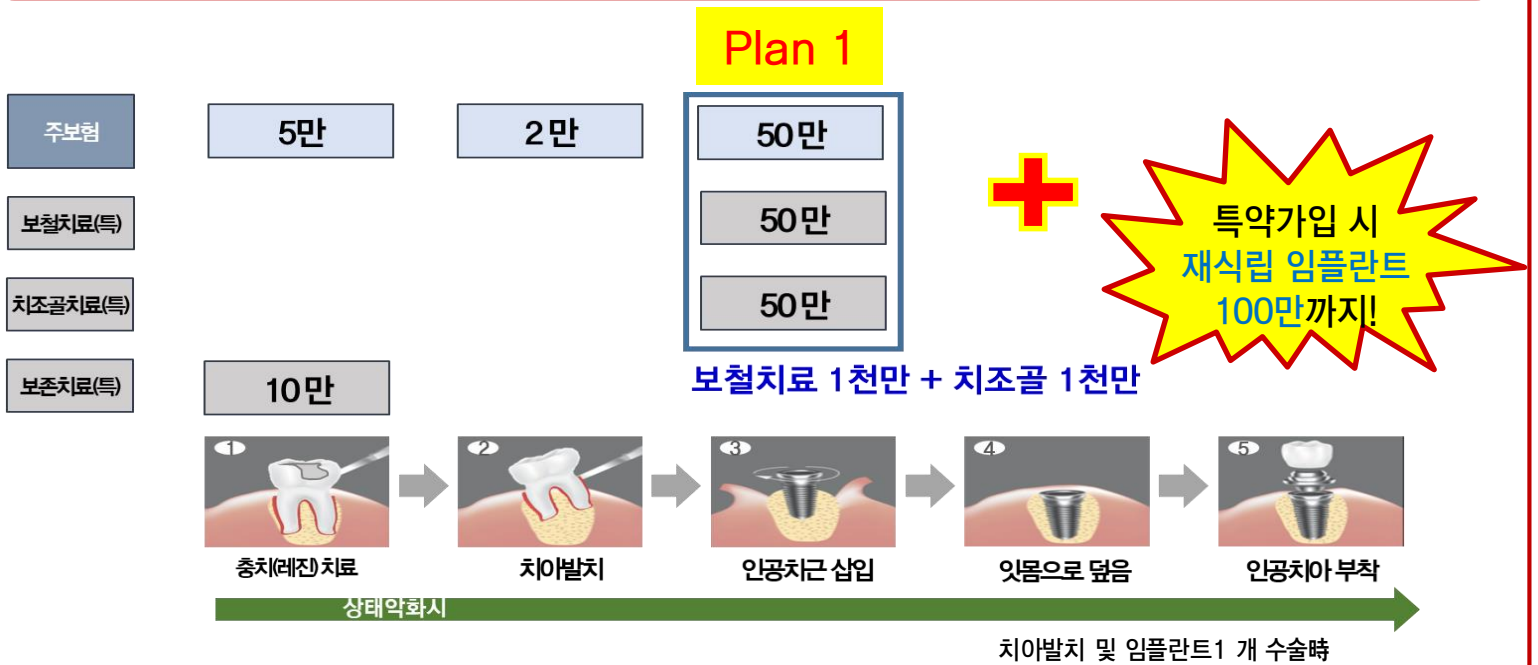 Plan 1
주보험
5만
2만
50만
보철치료(특)
50만
치조골치료(특)
50만
보존치료(특)
10만
특약가입 시
재식립 임플란트
100만까지!
보철치료 1천만 + 치조골 1천만
1
2
3
4
5
충치(레진) 치료
치아발치
인공치근 삽입
잇몸으로 덮음
인공치아 부착
상태악화시
치아발치 및 임플란트1 개 수술時